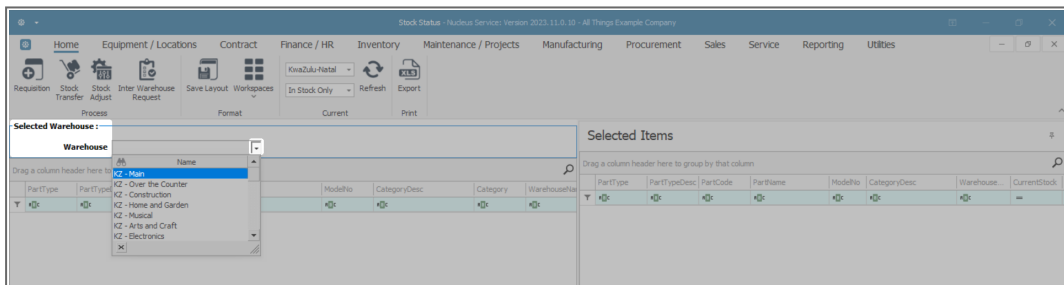 Stock Status - Nucleus Service: Version 2023.11.0.10 - All Things Example Company
Home Equipment / Locations Contract Finance / HR Inventory Maintenance / Projects Manufacturing Procurement Sales Service Reporting Utilities
Requisition Stock Transfer Stock Adjust Inter Warehouse Request Save Layout Workspaces KwaZulu-Natal In Stock Only Refresh XLS Export
Process Format Current Print
Selected Warehouse :
Warehouse
Name
KZ - Main
KZ - Over the Counter
KZ - Construction
KZ - Home and Garden
KZ - Musical
KZ - Arts and Craft
KZ - Electronics
Drag a column header here to
PartType ModelNo CategoryDesc Category WarehouseNa
Selected Items
Drag a column header here to group by that column
PartType PartTypeDesc PartCode PartName ModelNo CategoryDesc Warehouse... CurrentStock
=